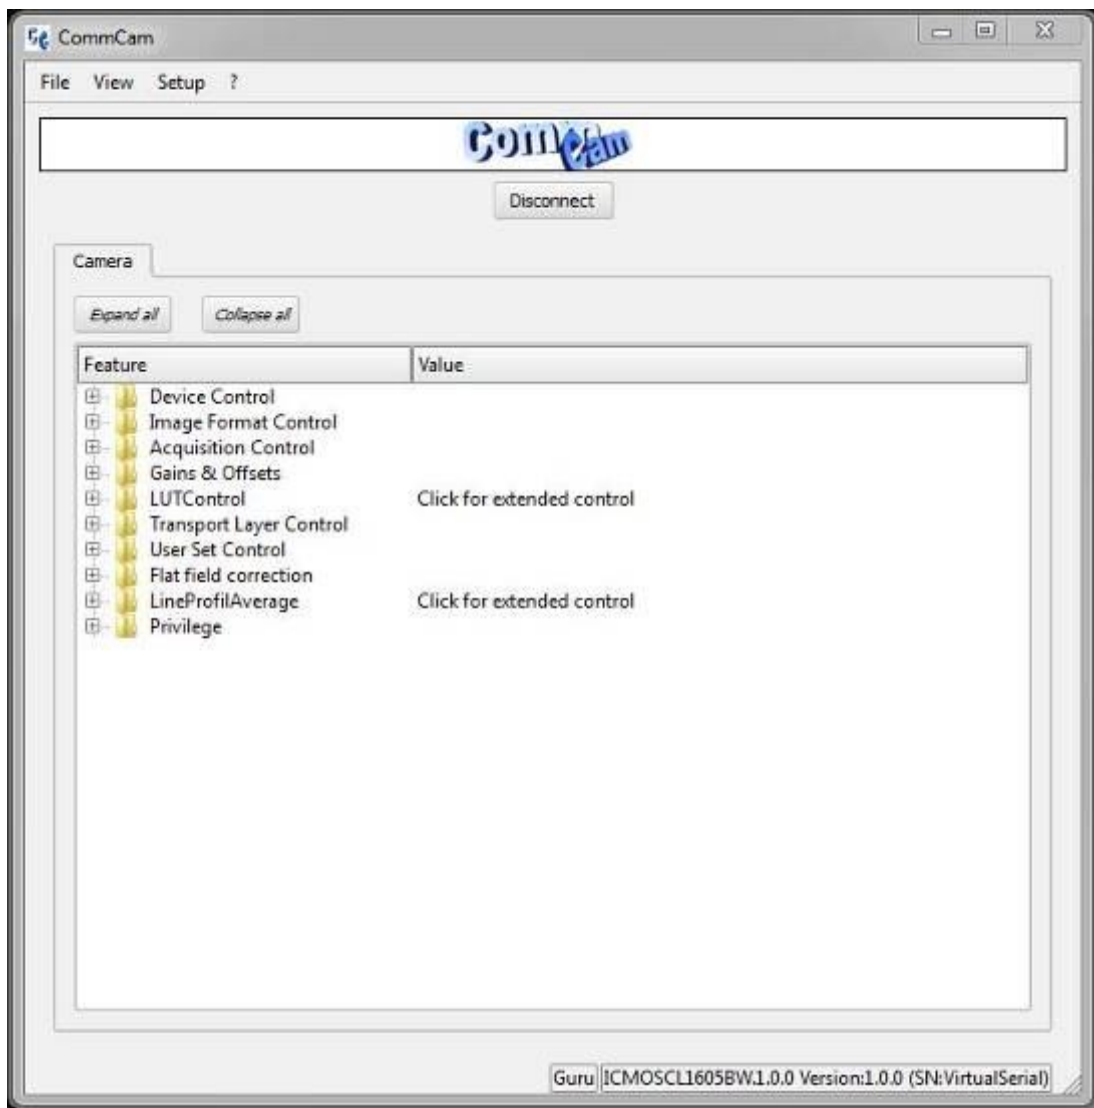 CommCam
File View Setup ?
CommCam
Disconnect
Camera
Expand all Collapse all
Feature Value
Device Control
Image Format Control
Acquisition Control
Gains & Offsets
LUTControl Click for extended control
Transport Layer Control
User Set Control
Flat field correction
LineProfilAverage Click for extended control
Privilege
Guru ICMOSCL1605BW.1.0.0 Version:1.0.0 (SN:VirtualSerial)